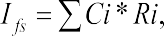 I_fs = ∑Ci * Ri,